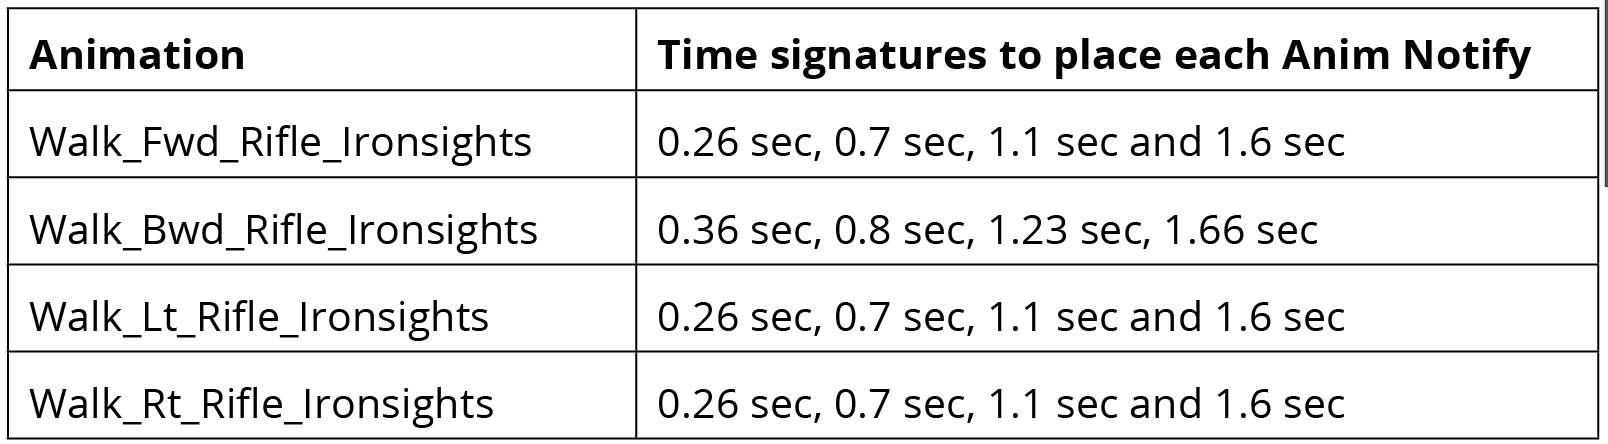 Animation Time signatures to place each Anim Notify
Walk_Fwd_Rifle_Ironsights 0.26 sec, 0.7 sec, 1.1 sec and 1.6 sec
Walk_Bwd_Rifle_Ironsights 0.36 sec, 0.8 sec, 1.23 sec, 1.66 sec
Walk_Lt_Rifle_Ironsights 0.26 sec, 0.7 sec, 1.1 sec and 1.6 sec
Walk_Rt_Rifle_Ironsights 0.26 sec, 0.7 sec, 1.1 sec and 1.6 sec